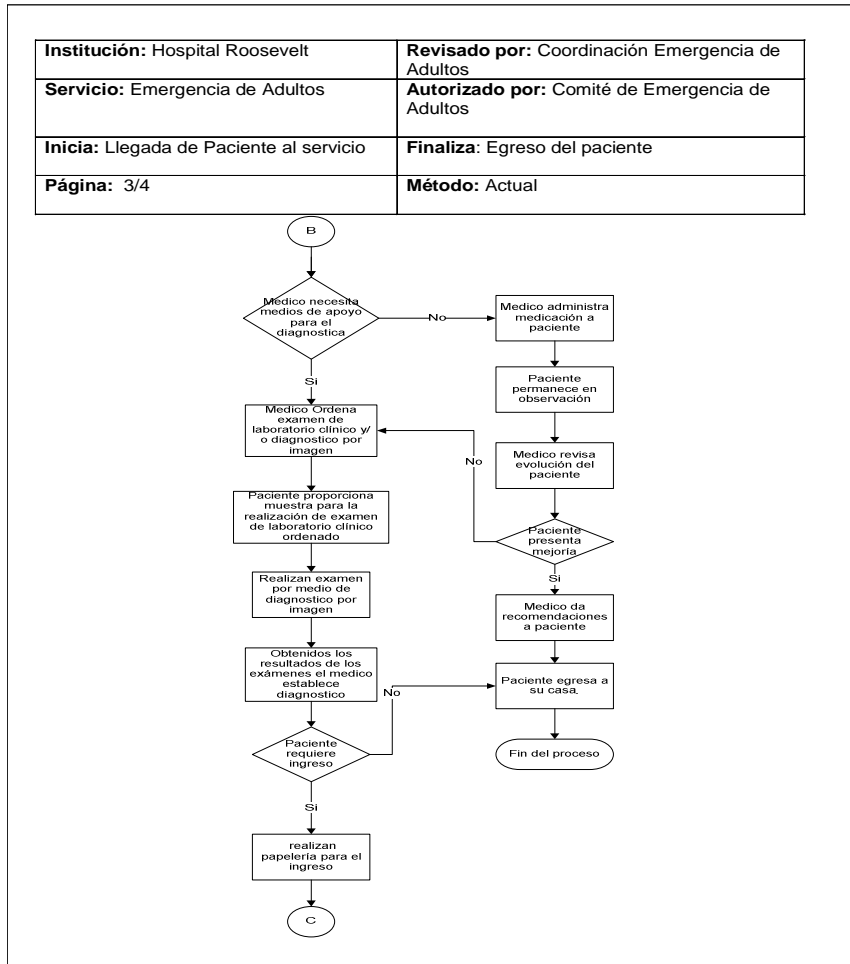 Institución: Hospital Roosevelt
Revisado por: Coordinación Emergencia de
Adultos
Servicio: Emergencia de Adultos
Autorizado por: Comité de Emergencia de
Adultos
Inicia: Llegada de Paciente al servicio
Finaliza: Egreso del paciente
Página: 3/4
Método: Actual
B
Medico necesita
medios de apoyo
para el
diagnostica
No
Medico administra
medicación a
paciente
Paciente
permanece en
observación
Si
Medico Ordena
examen de
laboratorio clínico y/
o diagnostico por
imagen
No
Medico revisa
evolución del
paciente
Paciente proporciona
muestra para la
realización de examen
de laboratorio clínico
ordenado
Paciente
presenta
mejoría
Si
Realizan examen
por medio de
diagnostico por
imagen
Medico da
recomendaciones
a paciente
Obtenidos los
resultados de los
exámenes el medico
establece
diagnostico
No
Paciente egresa a
su casa.
Paciente
requiere
ingreso
Fin del proceso
Si
realizan
papelería para el
ingreso
C